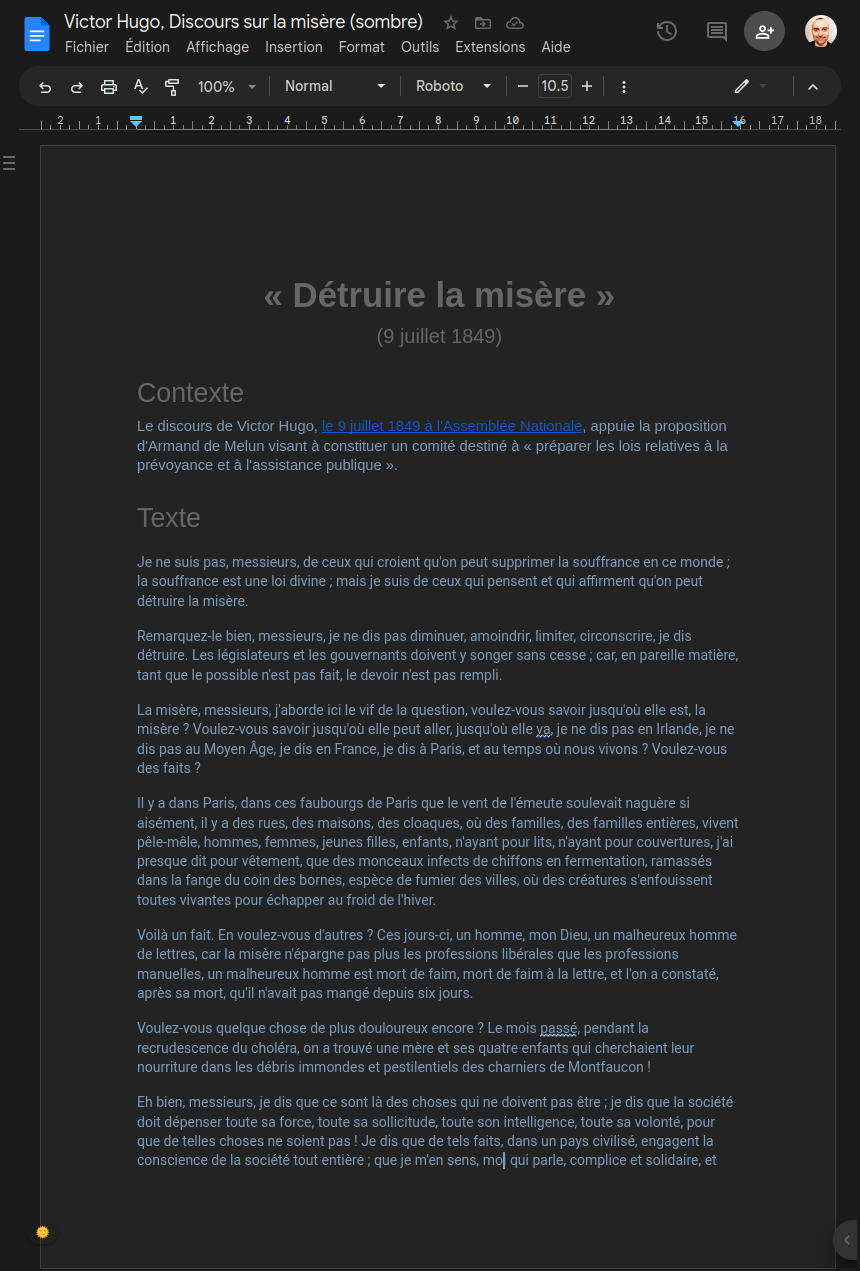 Victor Hugo, Discours sur la misère (sombre)
Fichier Édition Affichage Insertion Format Outils Extensions Aide
100% Normal Roboto 10.5
2 1 1 2 3 4 5 6 7 8 9 10 11 12 13 14 15 16 17 18
« Détruire la misère »
(9 juillet 1849)
Contexte
Le discours de Victor Hugo, le 9 juillet 1849 à l'Assemblée Nationale, appuie la proposition
d'Armand de Melun visant à constituer un comité destiné à « préparer les lois relatives à la
prévoyance et à l'assistance publique ».
Texte
Je ne suis pas, messieurs, de ceux qui croient qu'on peut supprimer la souffrance en ce monde ;
la souffrance est une loi divine ; mais je suis de ceux qui pensent et qui affirment qu'on peut
détruire la misère.
Remarquez-le bien, messieurs, je ne dis pas diminuer, amoindrir, limiter, circonscrire, je dis
détruire. Les législateurs et les gouvernants doivent y songer sans cesse ; car, en pareille matière,
tant que le possible n'est pas fait, le devoir n'est pas rempli.
La misère, messieurs, j'aborde ici le vif de la question, voulez-vous savoir jusqu'où elle est, la
misère ? Voulez-vous savoir jusqu'où elle peut aller, jusqu'où elle va, je ne dis pas en Irlande, je ne
dis pas au Moyen Âge, je dis en France, je dis à Paris, et au temps où nous vivons ? Voulez-vous
des faits ?
Il y a dans Paris, dans ces faubourgs de Paris que le vent de l'émeute soulevait naguère si
aisément, il y a des rues, des maisons, des cloaques, où des familles, des familles entières, vivent
pêle-mêle, hommes, femmes, jeunes filles, enfants, n'ayant pour lits, n'ayant pour couvertures, j'ai
presque dit pour vêtement, que des monceaux infects de chiffons en fermentation, ramassés
dans la fange du coin des bornes, espèce de fumier des villes, où des créatures s'enfouissent
toutes vivantes pour échapper au froid de l'hiver.
Voilà un fait. En voulez-vous d'autres ? Ces jours-ci, un homme, mon Dieu, un malheureux homme
de lettres, car la misère n'épargne pas plus les professions libérales que les professions
manuelles, un malheureux homme est mort de faim, mort de faim à la lettre, et l'on a constaté,
après sa mort, qu'il n'avait pas mangé depuis six jours.
Voulez-vous quelque chose de plus douloureux encore ? Le mois passé, pendant la
recrudescence du choléra, on a trouvé une mère et ses quatre enfants qui cherchaient leur
nourriture dans les débris immondes et pestilentiels des charniers de Montfaucon !
Eh bien, messieurs, je dis que ce sont là des choses qui ne doivent pas être ; je dis que la société
doit dépenser toute sa force, toute sa sollicitude, toute son intelligence, toute sa volonté, pour
que de telles choses ne soient pas ! Je dis que de tels faits, dans un pays civilisé, engagent la
conscience de la société tout entière ; que je m'en sens, moi qui parle, complice et solidaire, et